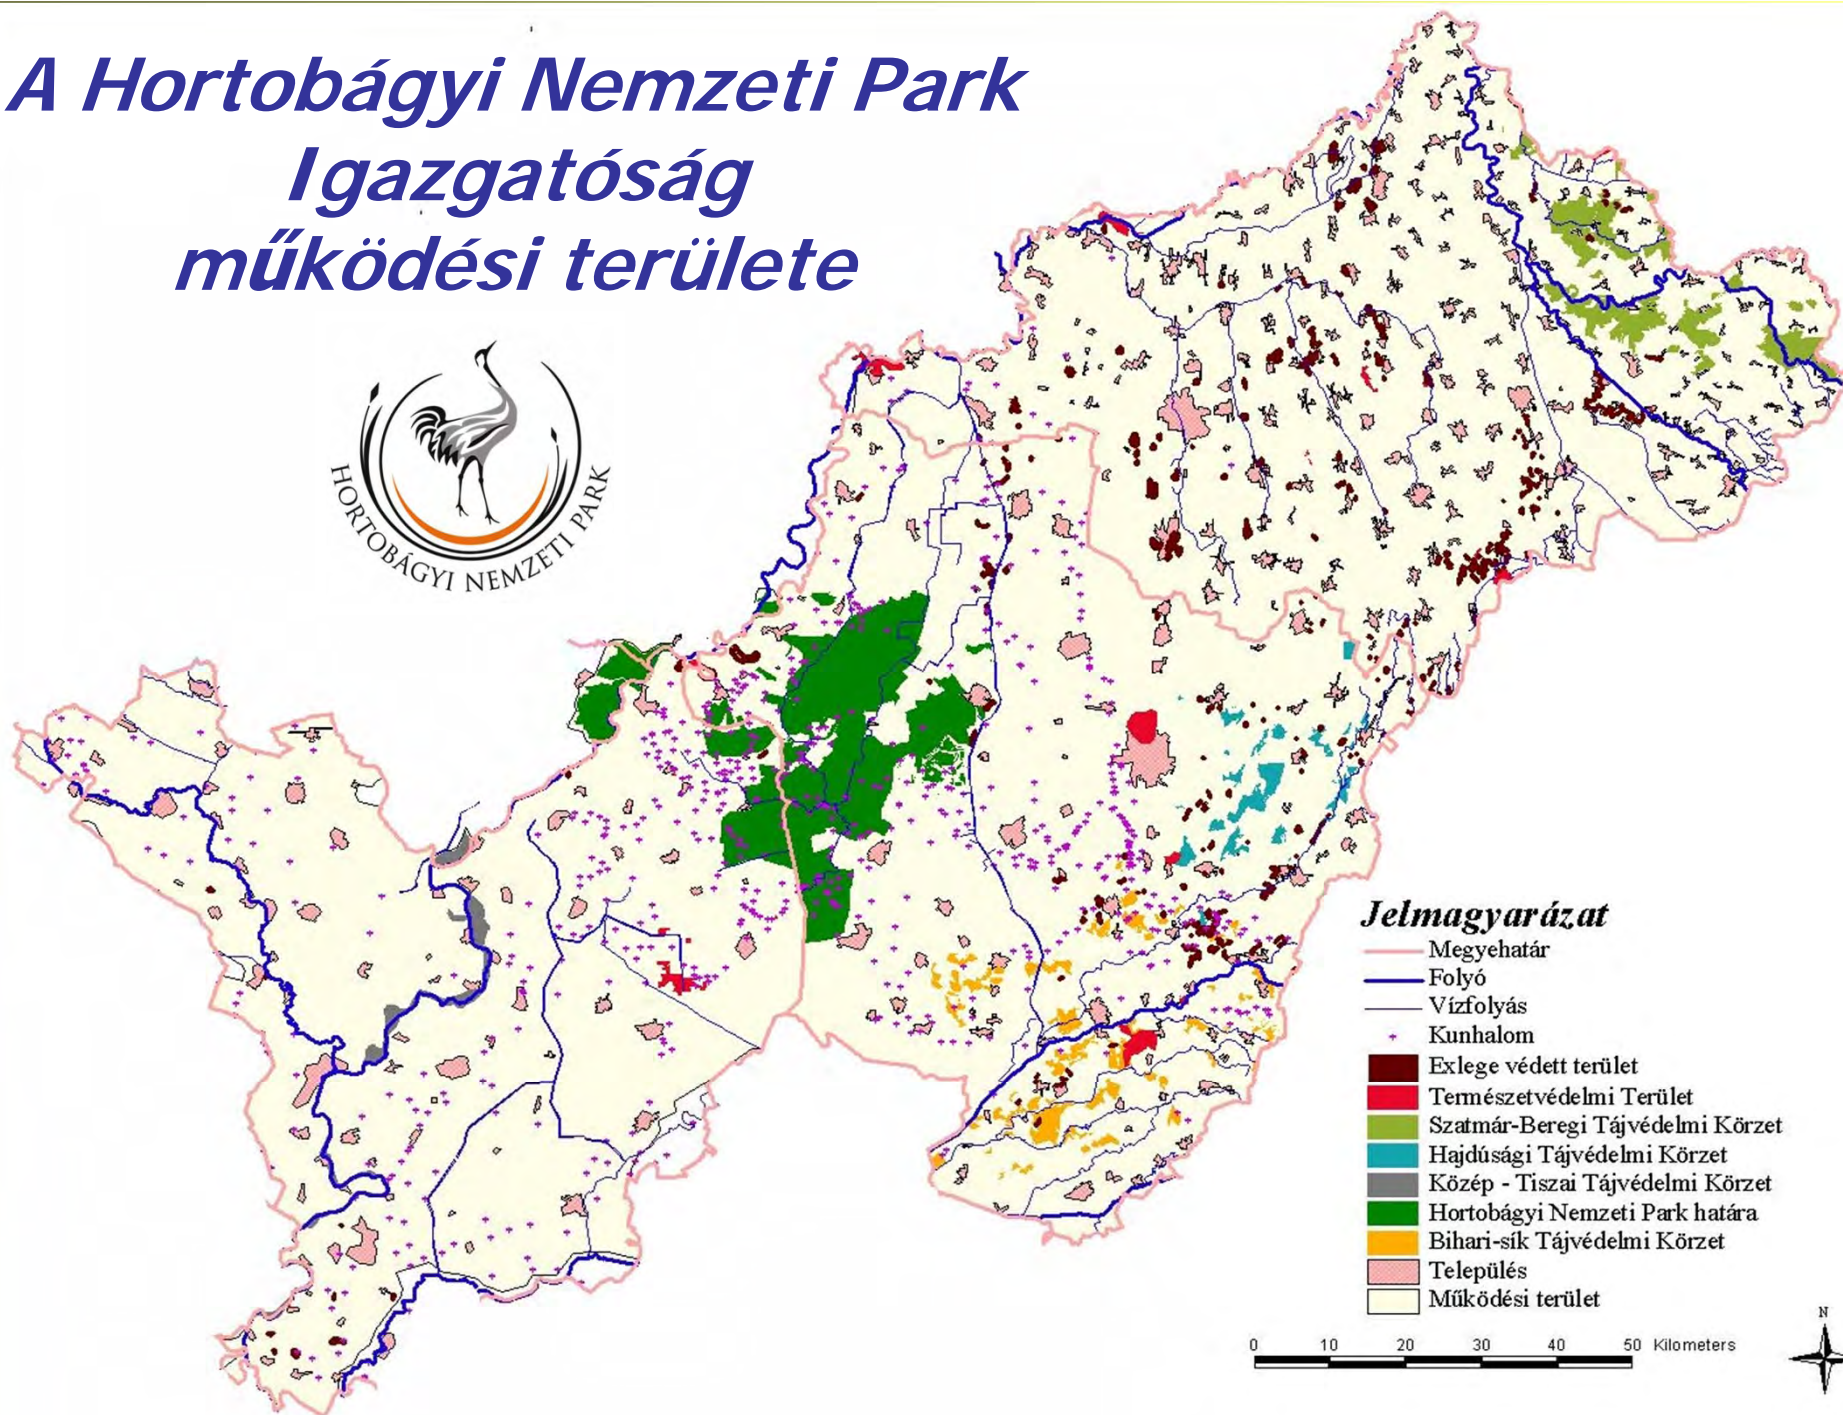 A Hortobágyi Nemzeti Park
Igazgatóság
működési területe
HORTOBÁGYI NEMZETI PARK
Jelmagyarázat
Megyehatár
Folyó
Vízfolyás
Kunhalom
Exlege védett terület
Természetvédelmi Terület
Szatmár-Beregi Tájvédelmi Körzet
Hajdúsági Tájvédelmi Körzet
Közép - Tiszai Tájvédelmi Körzet
Hortobágyi Nemzeti Park határa
Bihari-sík Tájvédelmi Körzet
Település
Működési terület
0 10 20 30 40 50 Kilometers
N